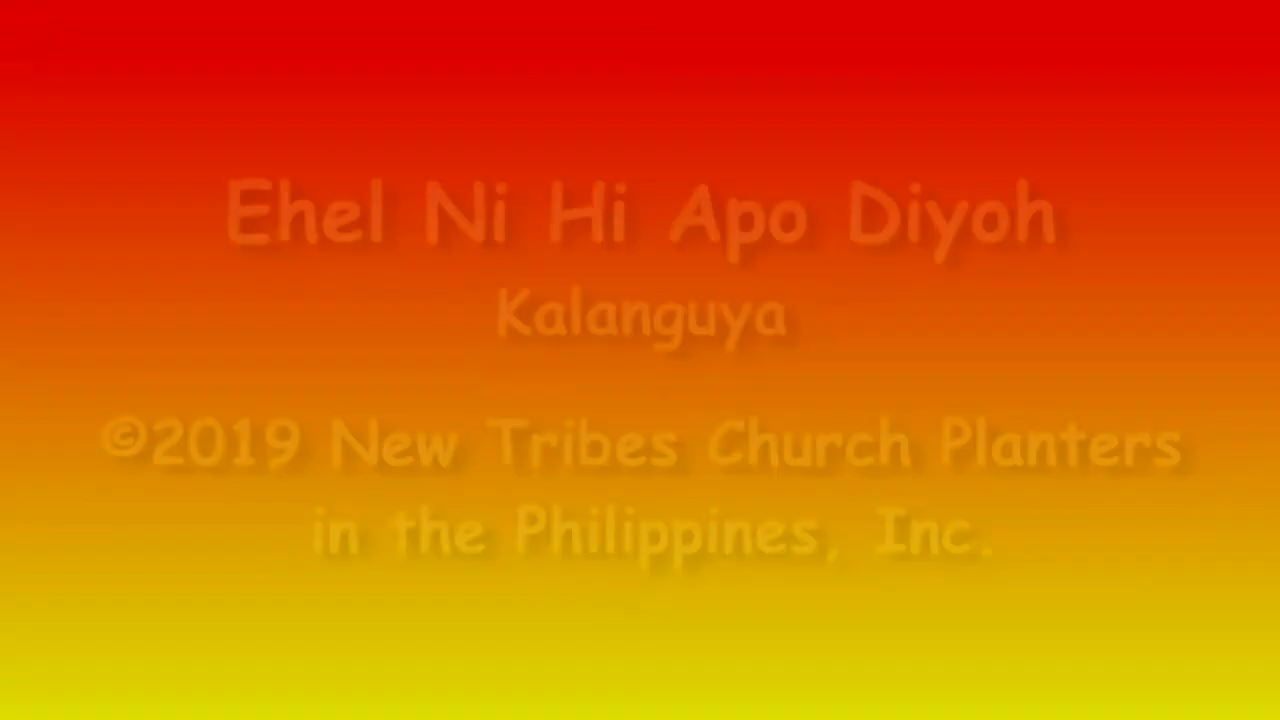 Ehel Ni Hi Apo Diyoh
Kalanguya
©2019 New Tribes Church Planters
in the Philippines, Inc.